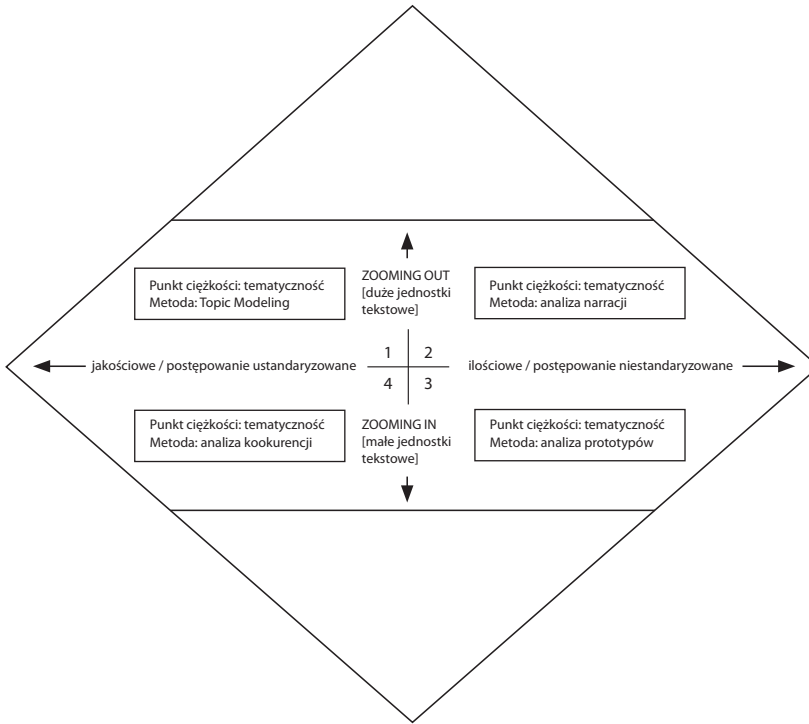 ZOOMING OUT
[duże jednostki
tekstowe]
Punkt ciężkości: tematyczność
Metoda: Topic Modeling
Punkt ciężkości: tematyczność
Metoda: analiza narracji
1 2
jakościowe / postępowanie ustandaryzowane
ilościowe / postępowanie niestandaryzowane
4 3
Punkt ciężkości: tematyczność
Metoda: analiza kookurencji
ZOOMING IN
[małe jednostki
tekstowe]
Punkt ciężkości: tematyczność
Metoda: analiza prototypów